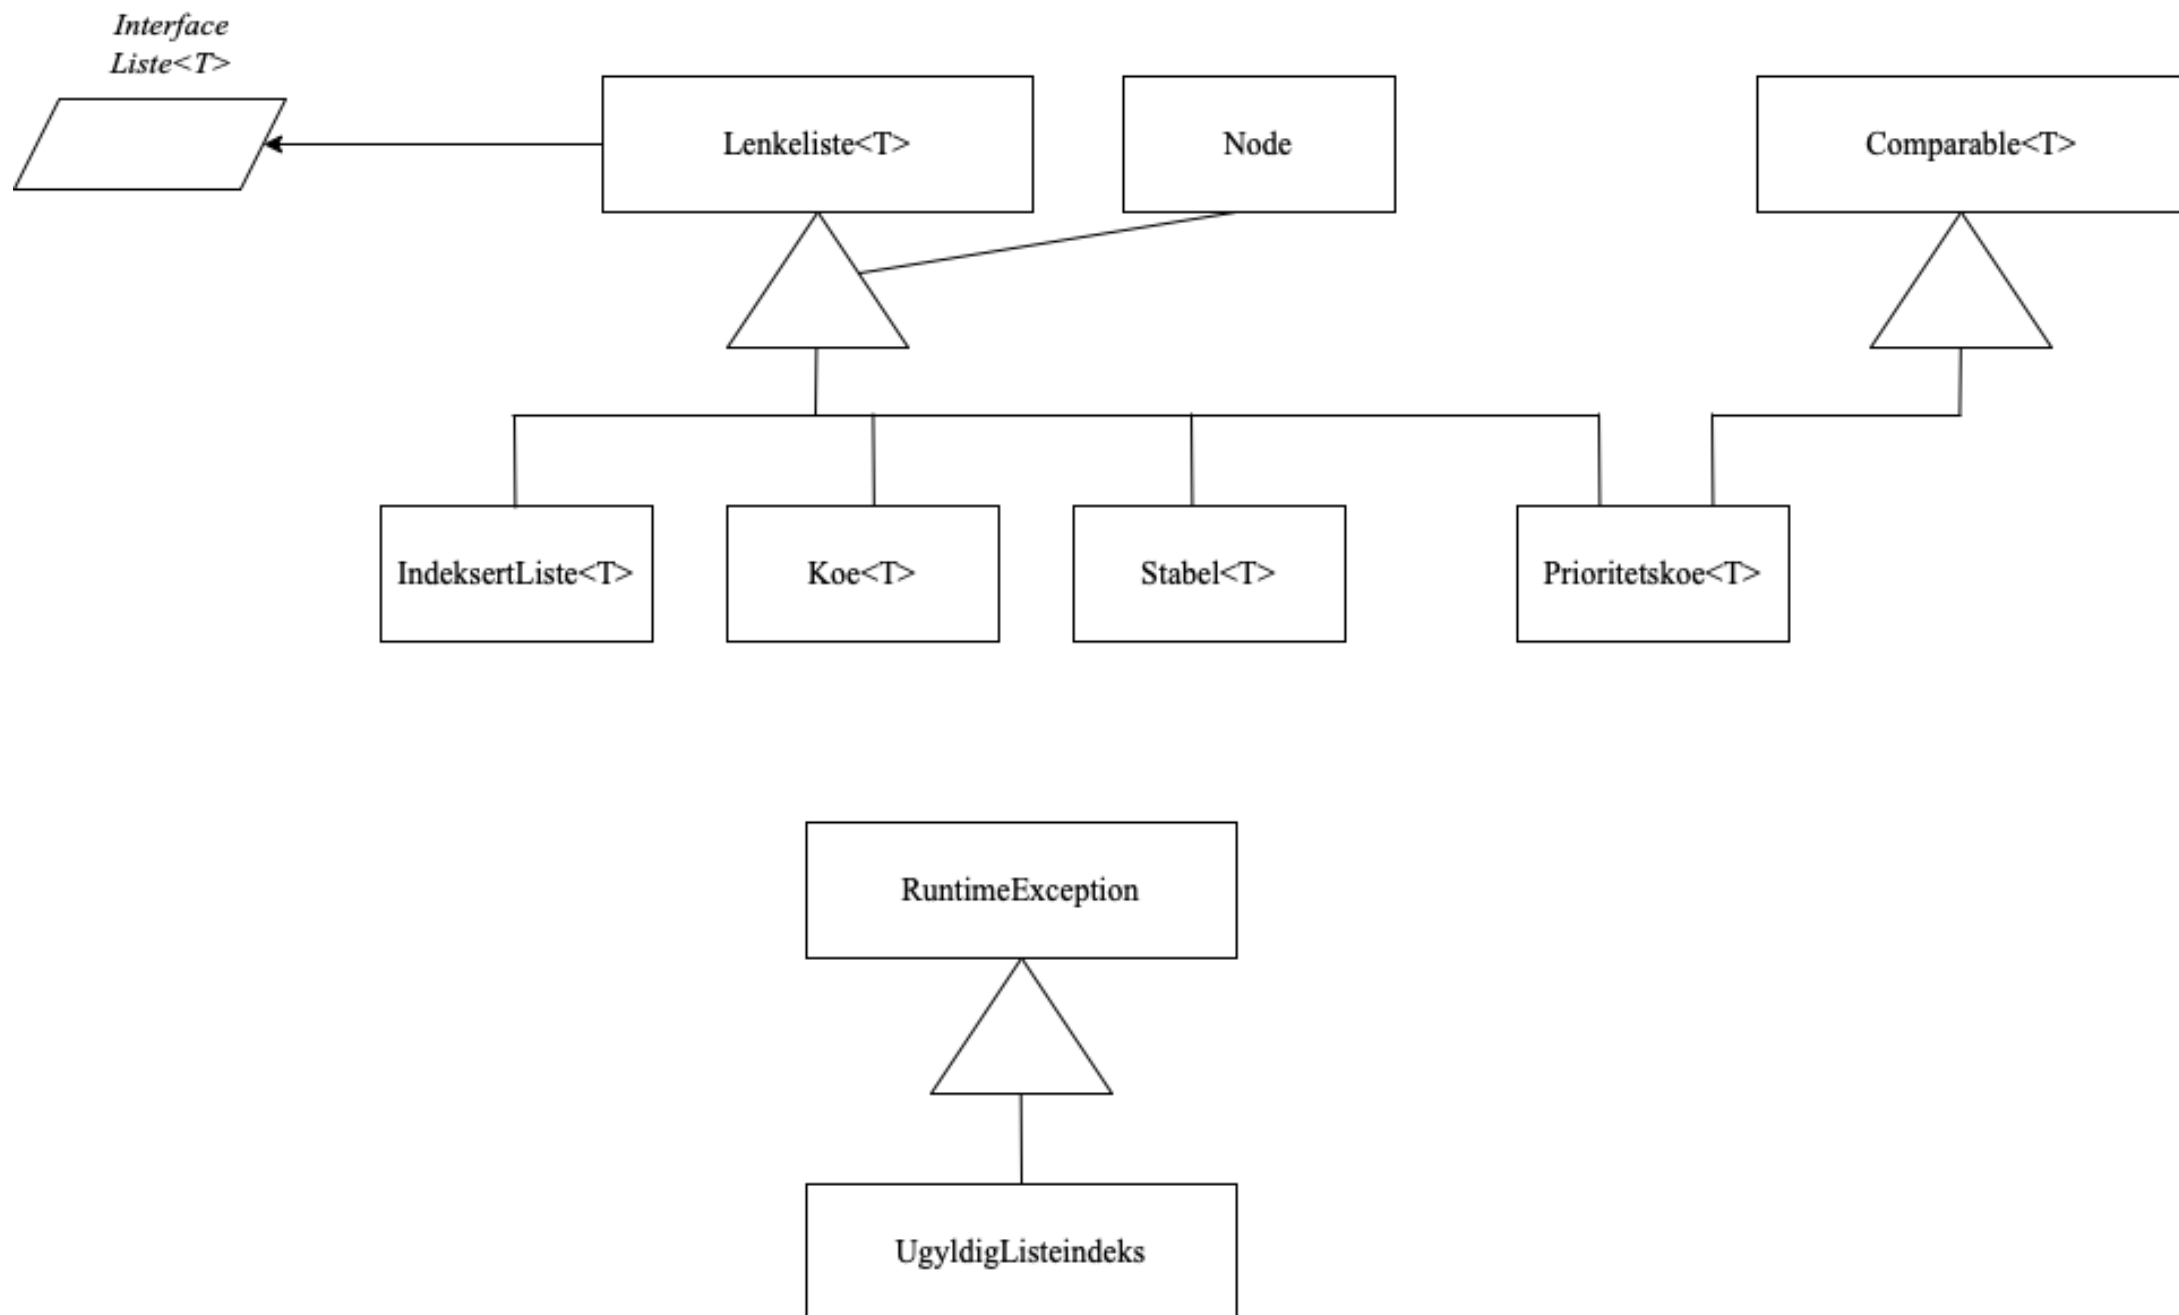 Interface
Liste<T>
Lenkeliste<T>
Node
Comparable<T>
IndeksertListe<T>
Koe<T>
Stabel<T>
Prioritetskoe<T>
RuntimeException
UgyldigListeindeks